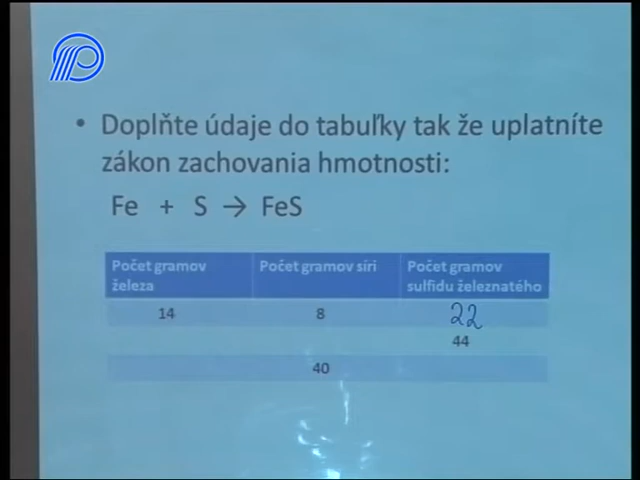 • Doplňte údaje do tabuľky tak že uplatníte
zákon zachovania hmotnosti:
Fe + S → FeS
Počet gramov železa Počet gramov síri Počet gramov sulfidu železnatého
14 8 22
44
40